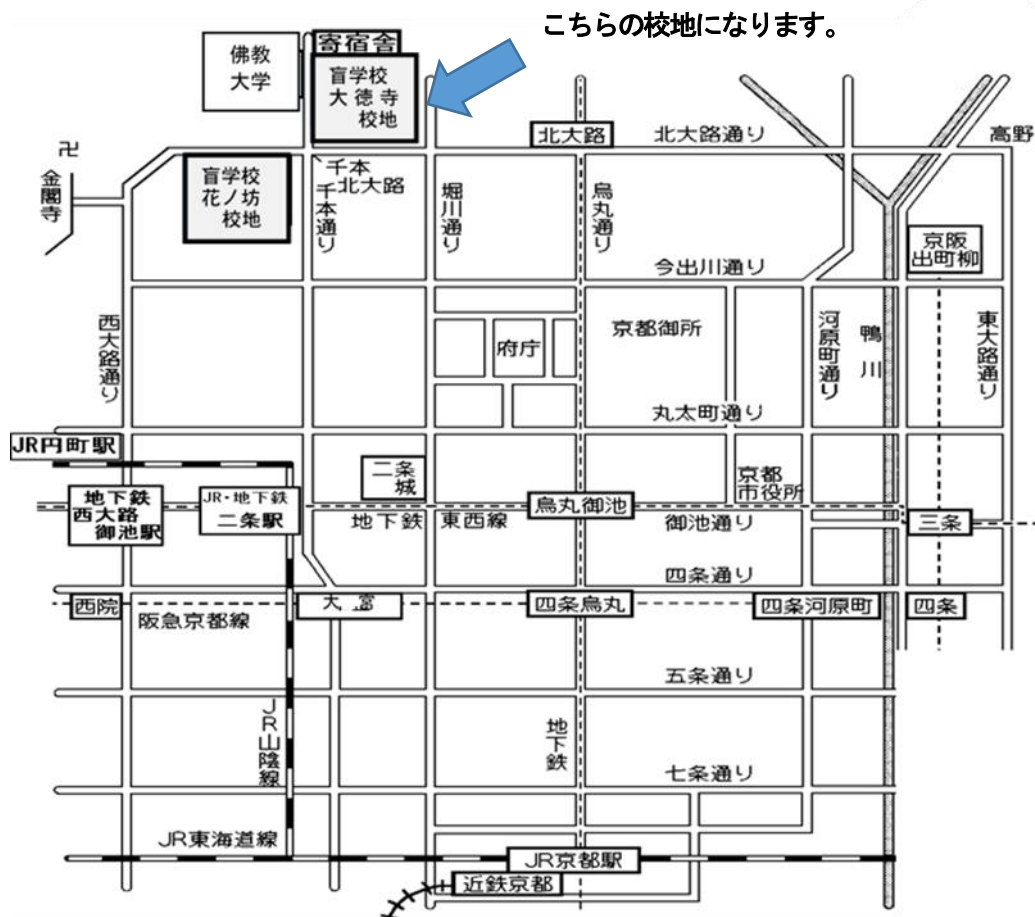 こちらの校地になります。
佛教
大学
寄宿舎
盲学校
大徳寺
校地
北大路
北大路通り
高野
卍
金閣寺
盲学校
花ノ坊
校地
千本
北大路
千本通り
堀川通り
烏丸通り
京阪
出町柳
今出川通り
西大路通り
府庁
京都御所
河原町通り
鴨川
東大路通り
丸太町通り
JR円町駅
二条
城
京都
市役所
地下鉄
西大路
御池駅
JR・地下鉄
二条駅
地下鉄
東西線
烏丸御池
御池通り
三条
四条通り
西院
大宮
四条烏丸
四条河原町
四条
阪急京都線
五条通り
JR山陰線
地下鉄
七条通り
JR東海道線
JR京都駅
近鉄京都